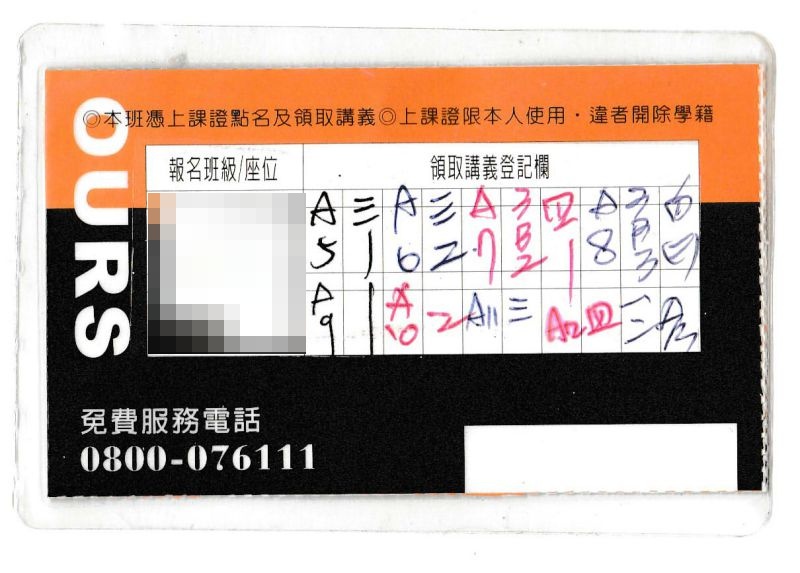 ◎本班憑上課證點名及領取講義◎上課證限本人使用・違者開除學籍
OURS
報名班級/座位
領取講義登記欄
A 三 A 三 A 3 四 A 3
5 1 6 2 7 B2 1 8 B3 四
A 1 A 2 A11 三 A12 四 三
9 10
免費服務電話
0800-076111